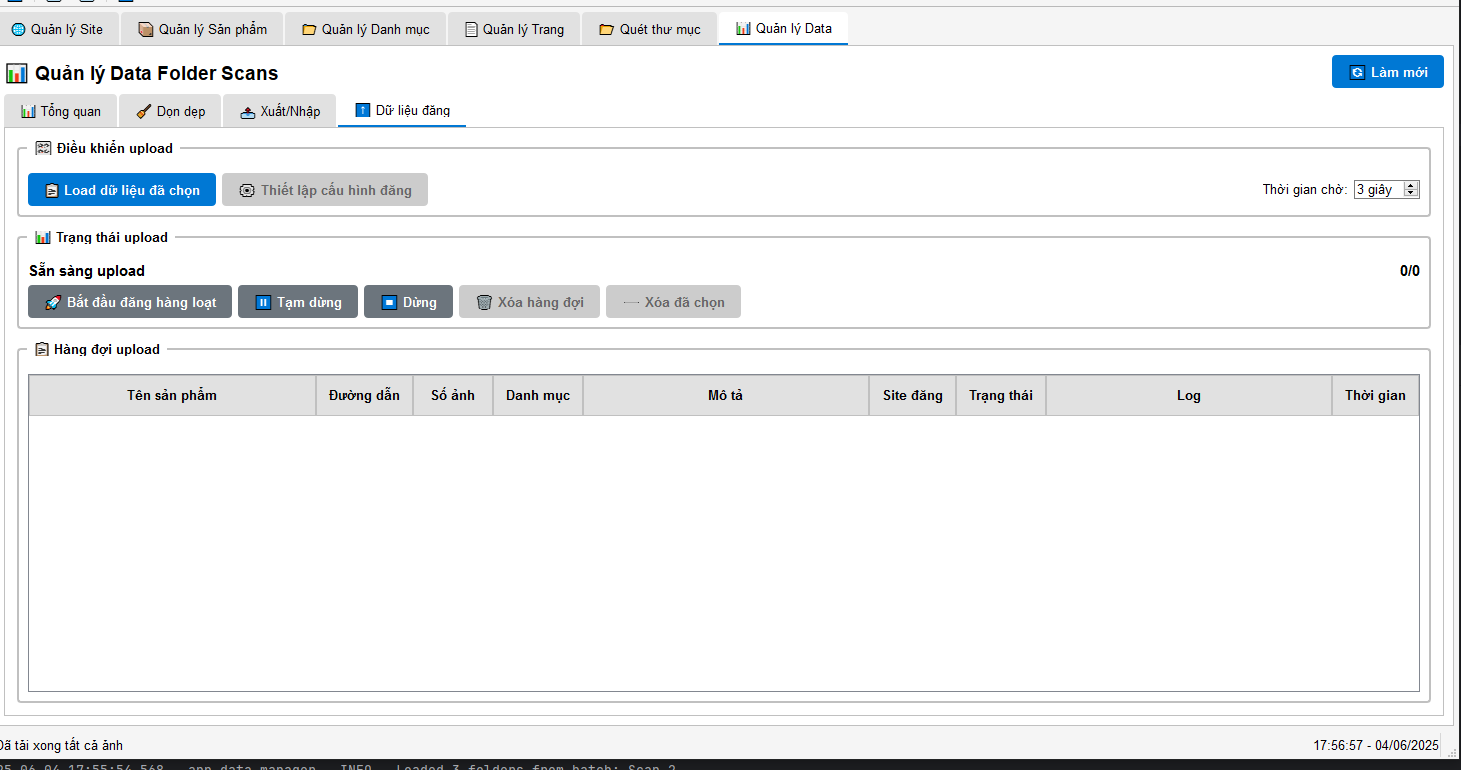 Quản lý Site Quản lý Sản phẩm Quản lý Danh mục Quản lý Trang Quét thư mục Quản lý Data
Quản lý Data Folder Scans Làm mới
Tổng quan Dọn dẹp Xuất/Nhập Dữ liệu đăng
Điều khiển upload
Load dữ liệu đã chọn Thiết lập cấu hình đăng Thời gian chờ: 3 giây
Trạng thái upload
Sẵn sàng upload 0/0
Bắt đầu đăng hàng loạt Tạm dừng Dừng Xóa hàng đợi Xóa đã chọn
Hàng đợi upload
Tên sản phẩm Đường dẫn Số ảnh Danh mục Mô tả Site đăng Trạng thái Log Thời gian
Đã tải xong tất cả ảnh 17:56:57 - 04/06/2025
25-06-04 17:55:54,568 - app.data_manager - INFO - Loaded 3 folders from batch: Scan 2